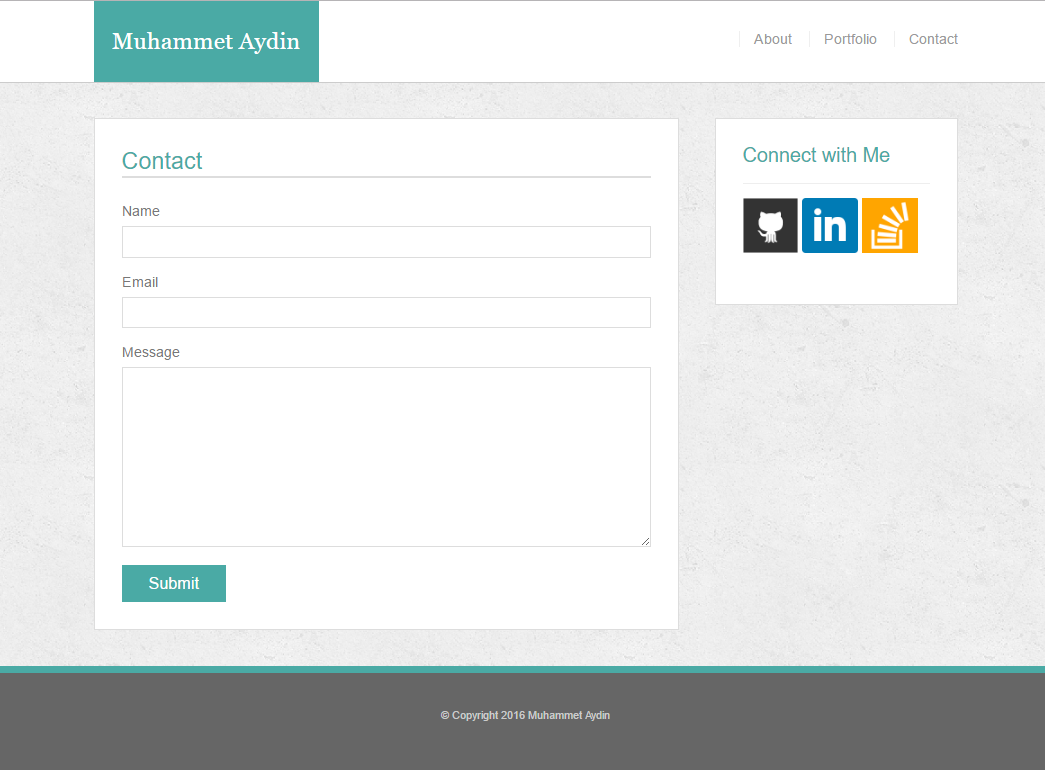 Muhammet Aydin
About
Portfolio
Contact
Contact
Name
Email
Message
Submit
Connect with Me
in
© Copyright 2016 Muhammet Aydin